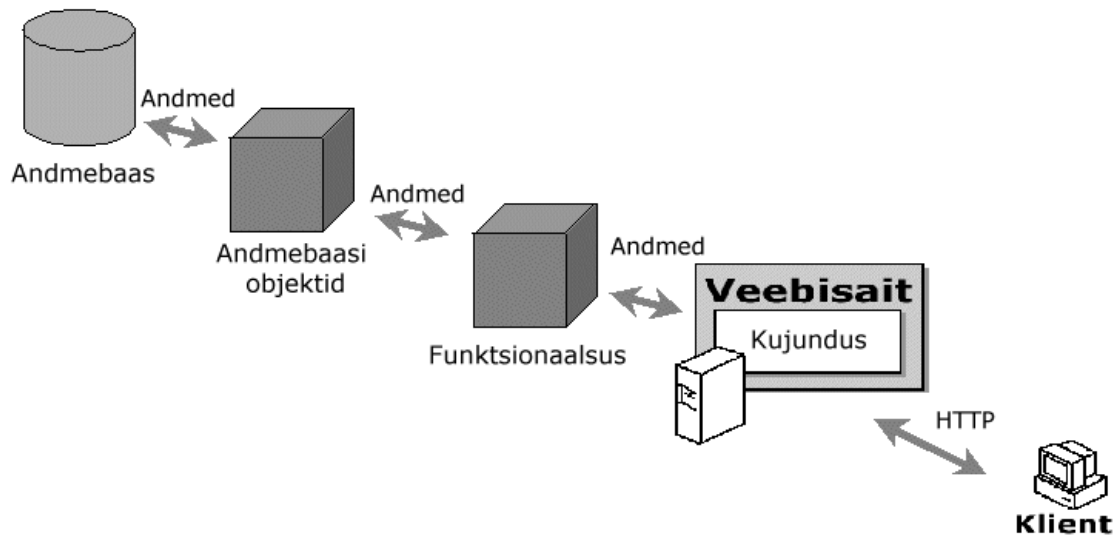 Andmed
Andmebaas
Andmed
Andmebaasi
objektid
Andmed
Funktsionaalsus
Veebisait
Kujundus
HTTP
Klient